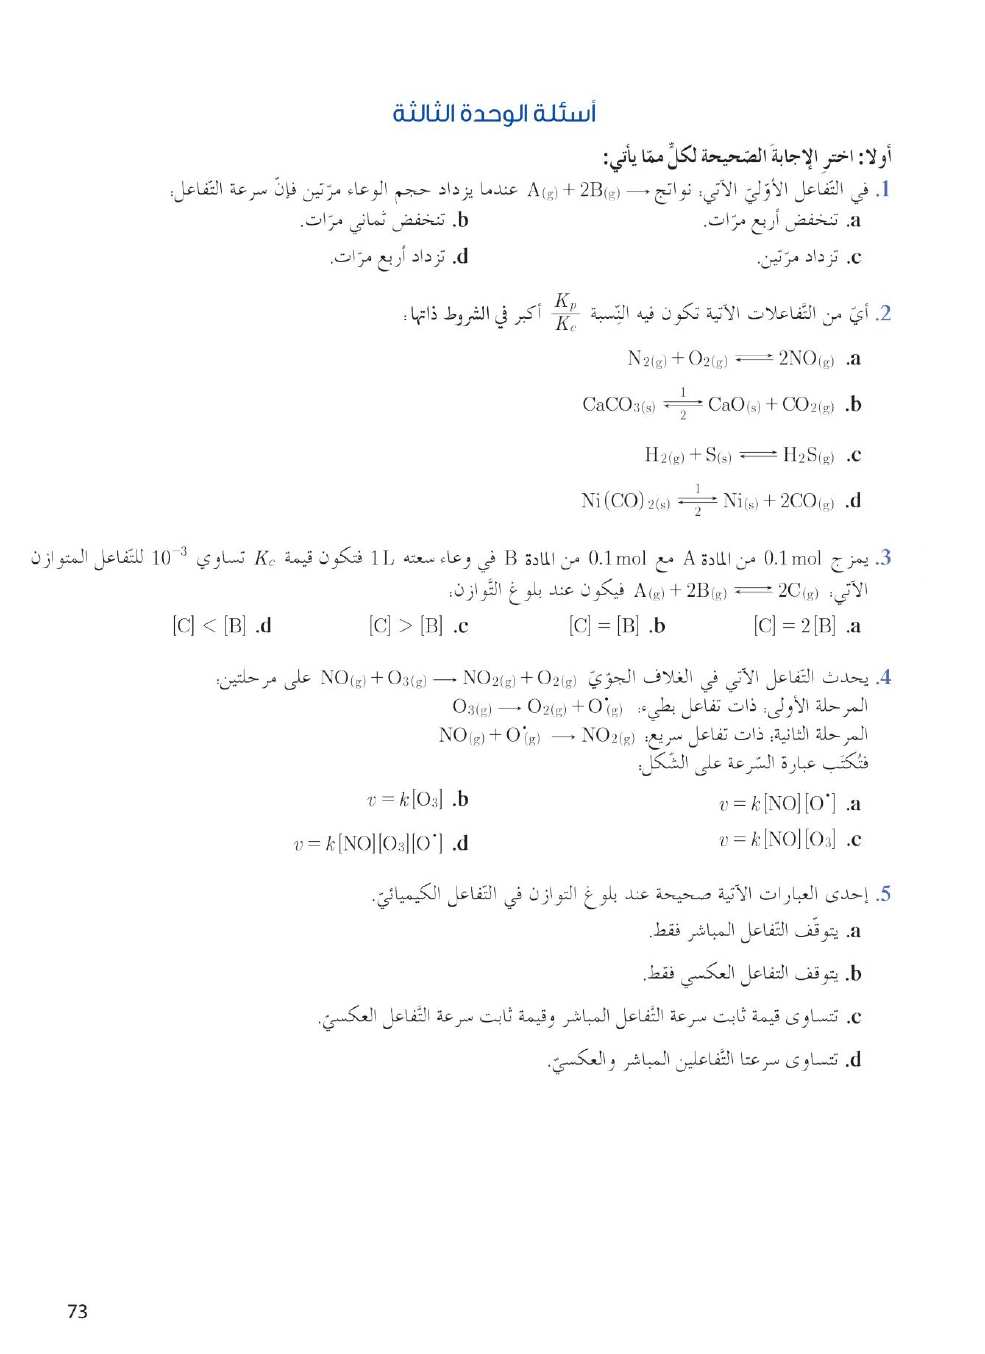 أسئلة الوحدة الثالثة
أولا: اخترِ الإجابةَ الصّحيحة لكلٍّ ممّا يأتي:
1. في التّفاعل الأوّليّ الآتي: A(g) + 2B(g) ⟶ نواتج عندما يزداد حجم الوعاء مرّتين فإنّ سرعة التّفاعل:
a. تنخفض أربع مرّات. b. تنخفض ثماني مرّات.
c. تزداد مرّتين. d. تزداد أربع مرّات.
2. أيّ من التَّفاعلات الآتية تكون فيه النِّسبة Kp/Kc أكبر في الشروط ذاتها:
a. N2(g) + O2(g) ⇌ 2NO(g)
b. CaCO3(s) ⇌ (1, 2) CaO(s) + CO2(g)
c. H2(g) + S(s) ⇌ H2S(g)
d. Ni(CO)2(s) ⇌ (1, 2) Ni(s) + 2CO(g)
3. يمزج 0.1 mol من المادة A مع 0.1 mol من المادة B في وعاء سعته 1 L فتكون قيمة Kc تساوي 10⁻³ للتّفاعل المتوازن
الآتي: A(g) + 2B(g) ⇌ 2C(g) فيكون عند بلوغ التَّوازن:
a. [C] = 2[B] b. [C] = [B] c. [C] > [B] d. [C] < [B]
4. يحدث التّفاعل الآتي في الغلاف الجوّيّ NO(g) + O3(g) ⟶ NO2(g) + O2(g) على مرحلتين:
المرحلة الأولى: ذات تفاعل بطيء: O3(g) ⟶ O2(g) + O•(g)
المرحلة الثانية: ذات تفاعل سريع: NO(g) + O•(g) ⟶ NO2(g)
فتُكتَب عبارة السّرعة على الشّكل:
a. v = k[NO][O•] b. v = k[O3]
c. v = k[NO][O3] d. v = k[NO][O3][O•]
5. إحدى العبارات الآتية صحيحة عند بلوغ التوازن في التّفاعل الكيميائيّ.
a. يتوقّف التّفاعل المباشر فقط.
b. يتوقف التفاعل العكسي فقط.
c. تتساوى قيمة ثابت سرعة التَّفاعل المباشر وقيمة ثابت سرعة التَّفاعل العكسيّ.
d. تتساوى سرعتا التَّفاعلين المباشر والعكسيّ.
73